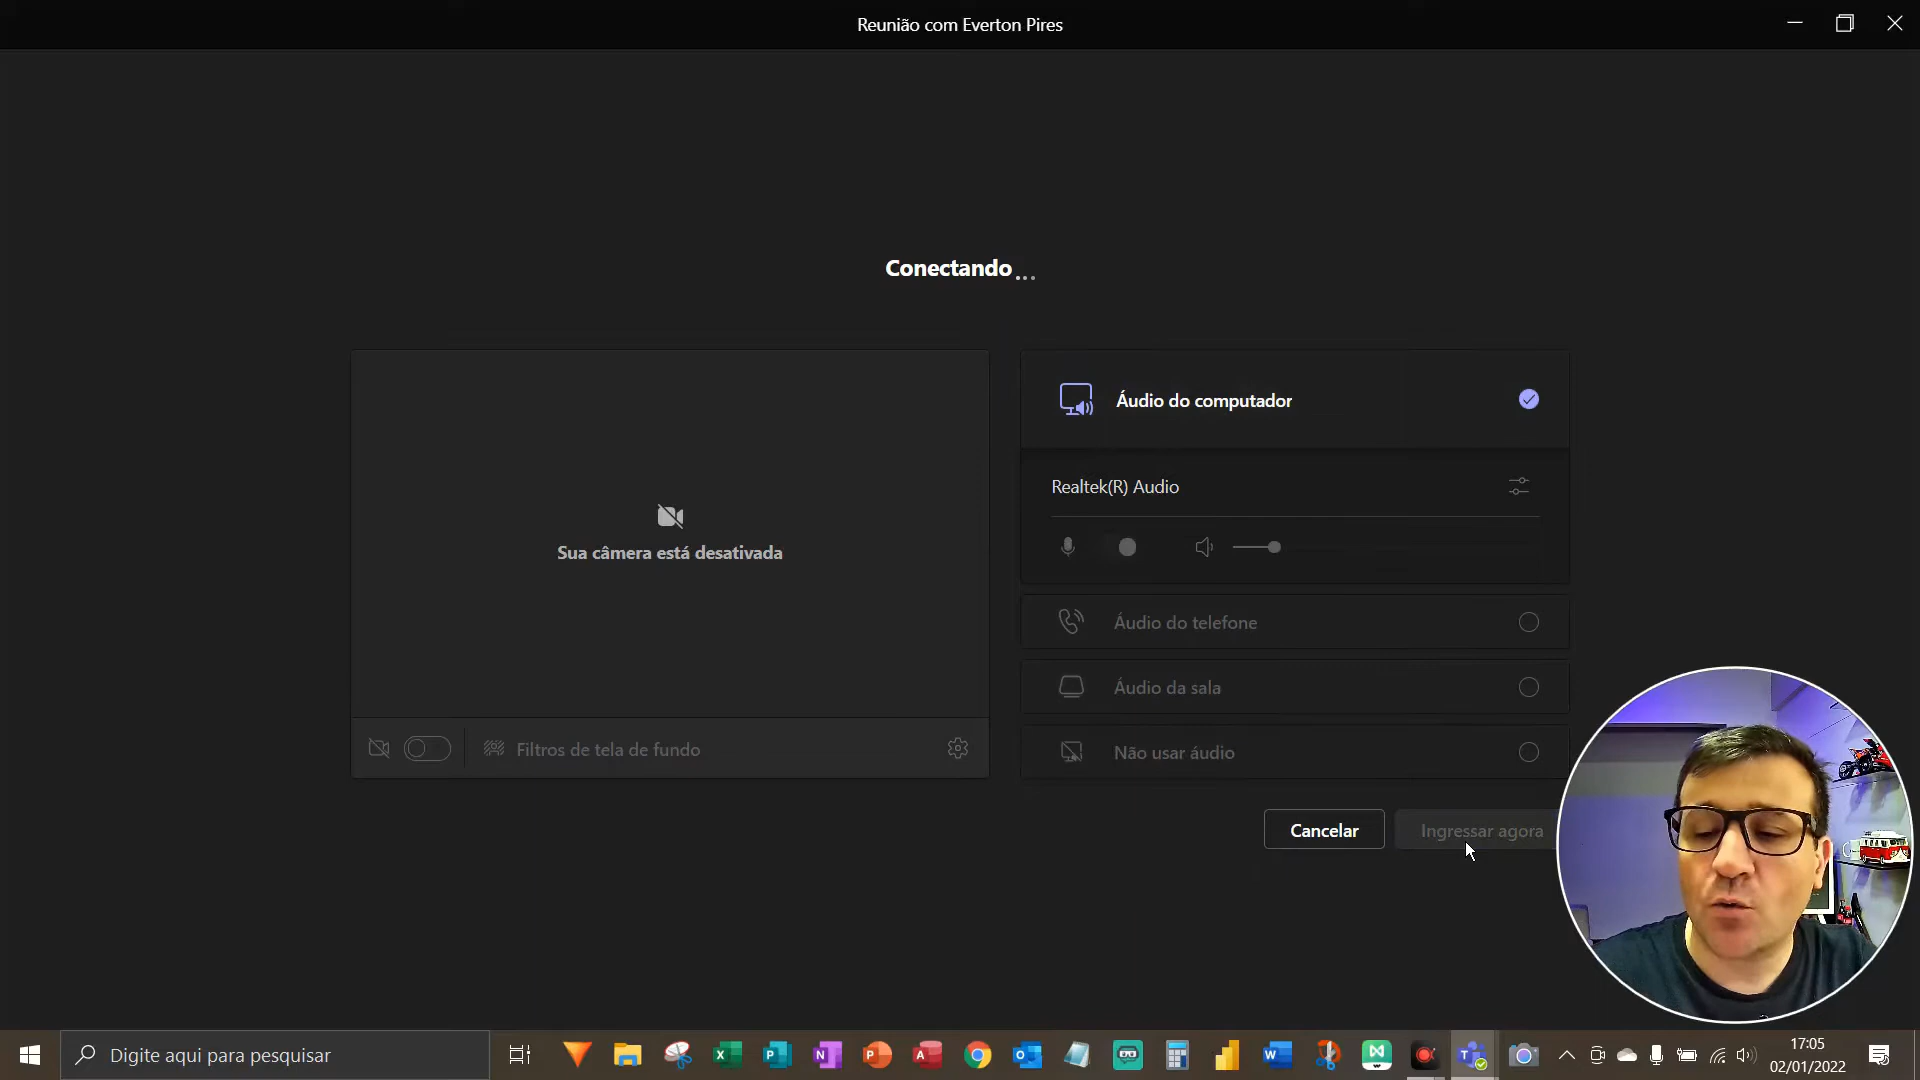 Reunião com Everton Pires
Conectando...
Sua câmera está desativada
Filtros de tela de fundo
Áudio do computador
Realtek(R) Audio
Áudio do telefone
Áudio da sala
Não usar áudio
Cancelar
Ingressar agora
Digite aqui para pesquisar
17:05
02/01/2022